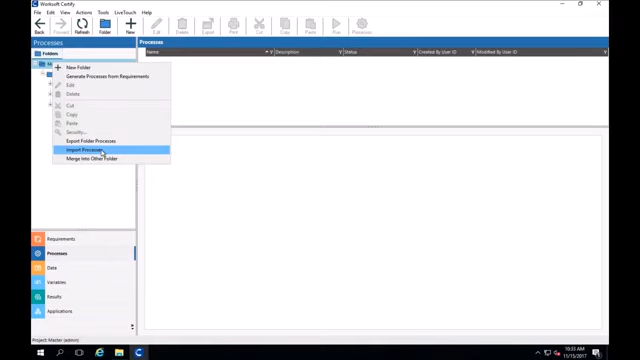 Worksoft Certify
File Edit View Actions Tools LiveTouch Help
Back Forward Refresh Folder New Edit Delete Export Print Cut Copy Paste Run Processes
Processes
Processes
Folders
Name Description Status Created By User ID Modified By User ID
New Folder
Generate Processes from Requirements
Edit
Delete
Cut
Copy
Paste
Security...
Export Folder Processes
Import Processes
Merge Into Other Folder
Requirements
Processes
Data
Variables
Results
Applications
Project: Master (admin)
10:33 AM
11/15/2017